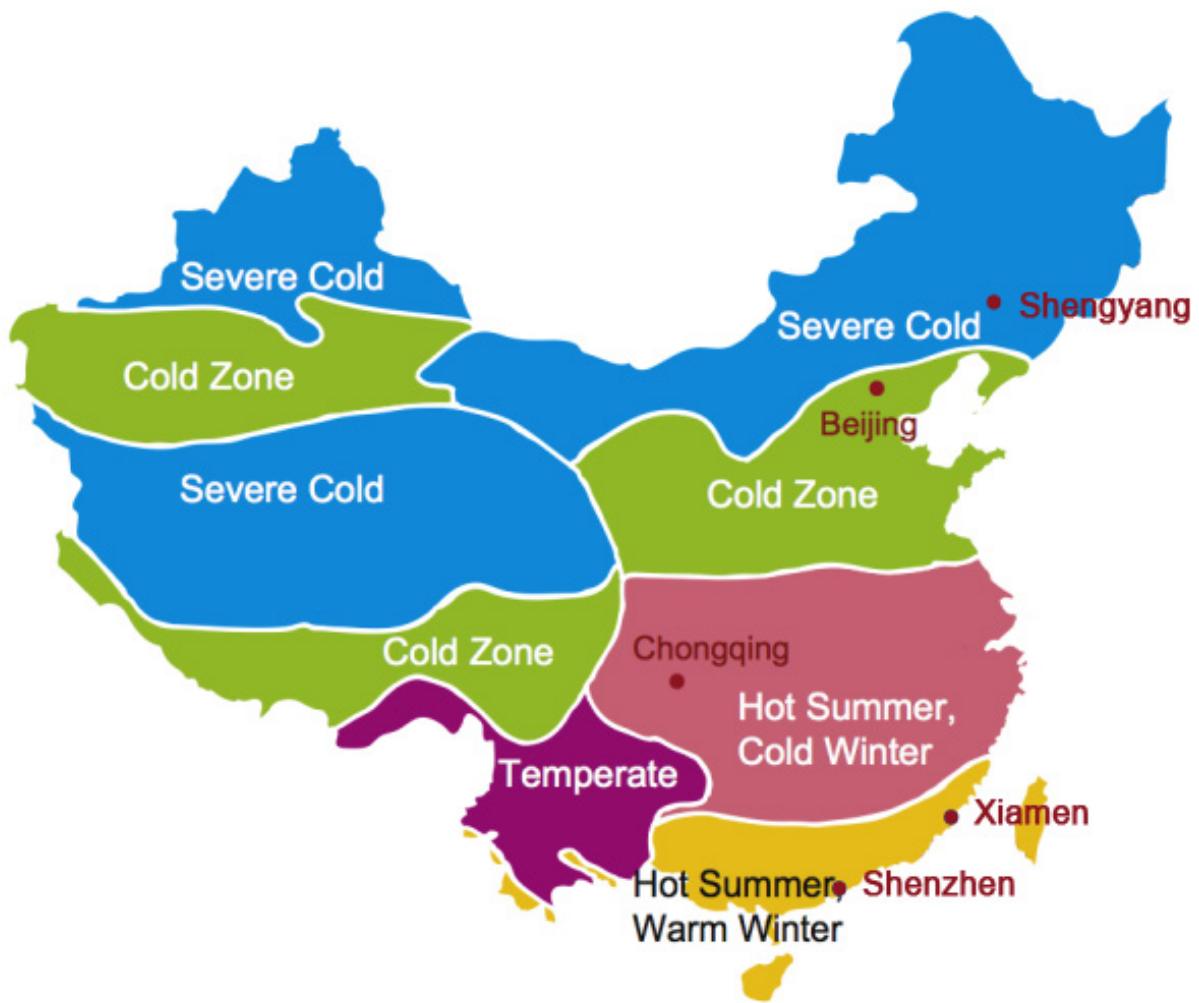 Severe Cold
Severe Cold
Shengyang
Cold Zone
Beijing
Severe Cold
Cold Zone
Cold Zone
Chongqing
Hot Summer,
Cold Winter
Temperate
Xiamen
Hot Summer,
Warm Winter
Shenzhen